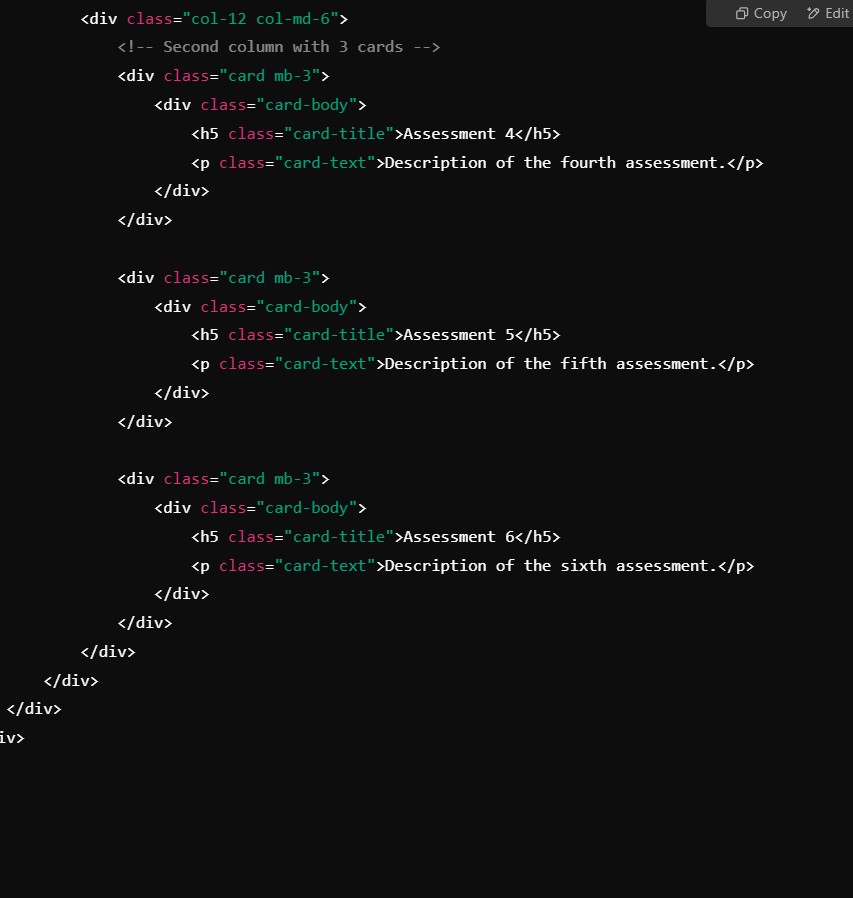 Copy Edit
<div class="col-12 col-md-6">
<!-- Second column with 3 cards -->
<div class="card mb-3">
<div class="card-body">
<h5 class="card-title">Assessment 4</h5>
<p class="card-text">Description of the fourth assessment.</p>
</div>
</div>
<div class="card mb-3">
<div class="card-body">
<h5 class="card-title">Assessment 5</h5>
<p class="card-text">Description of the fifth assessment.</p>
</div>
</div>
<div class="card mb-3">
<div class="card-body">
<h5 class="card-title">Assessment 6</h5>
<p class="card-text">Description of the sixth assessment.</p>
</div>
</div>
</div>
</div>
</div>
iv>